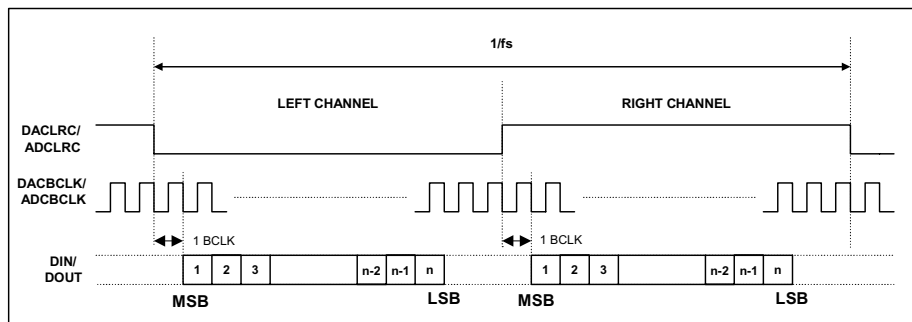 1/fs
LEFT CHANNEL RIGHT CHANNEL
DACLRC/
ADCLRC
DACBCLK/
ADCBCLK
1 BCLK 1 BCLK
DIN/
DOUT
1 2 3 n-2 n-1 n 1 2 3 n-2 n-1 n
MSB LSB MSB LSB